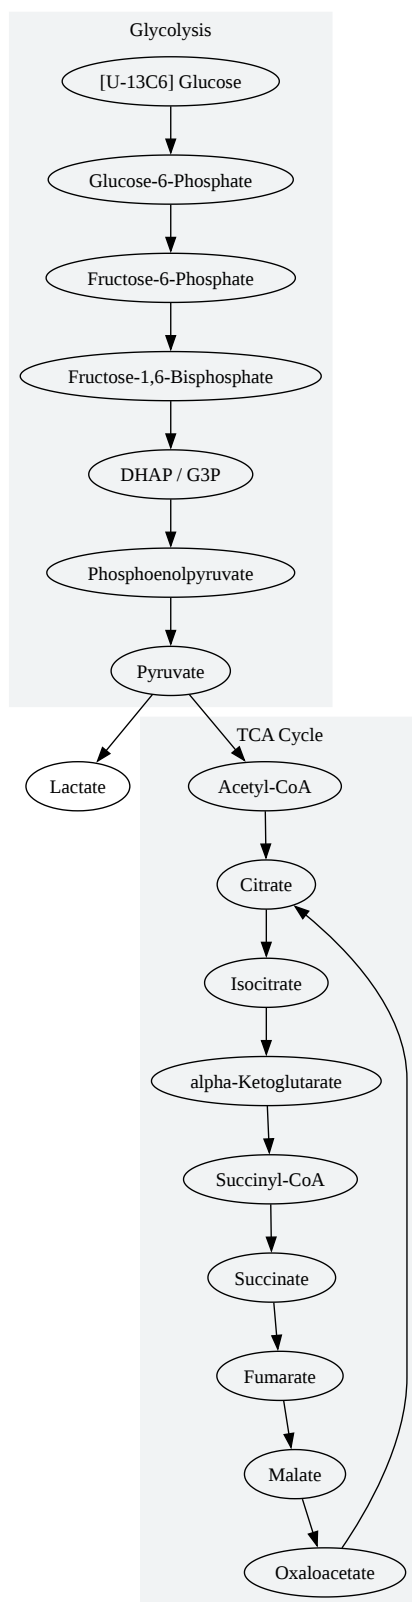 Glycolysis
[U-13C6] Glucose
Glucose-6-Phosphate
Fructose-6-Phosphate
Fructose-1,6-Bisphosphate
DHAP / G3P
Phosphoenolpyruvate
Pyruvate
TCA Cycle
Lactate
Acetyl-CoA
Citrate
Isocitrate
alpha-Ketoglutarate
Succinyl-CoA
Succinate
Fumarate
Malate
Oxaloacetate